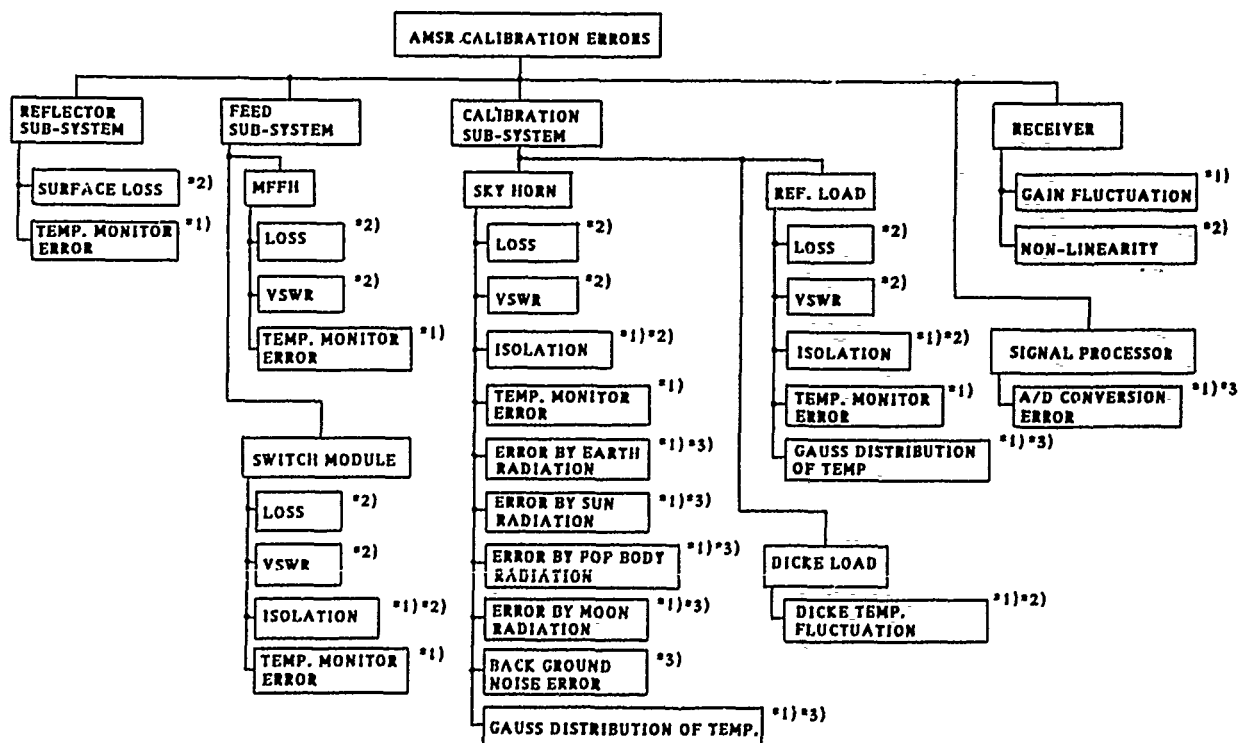 AMSR CALIBRATION ERRORS
REFLECTOR
SUB-SYSTEM
SURFACE LOSS *2)
TEMP. MONITOR
ERROR *1)
FEED
SUB-SYSTEM
MFFH
LOSS *2)
VSWR *2)
TEMP. MONITOR
ERROR *1)
SWITCH MODULE
LOSS *2)
VSWR *2)
ISOLATION *1)*2)
TEMP. MONITOR
ERROR *1)
CALIBRATION
SUB-SYSTEM
SKY HORN
LOSS *2)
VSWR *2)
ISOLATION *1)*2)
TEMP. MONITOR
ERROR *1)
ERROR BY EARTH
RADIATION *1)*3)
ERROR BY SUN
RADIATION *1)*3)
ERROR BY POP BODY
RADIATION *1)*3)
ERROR BY MOON
RADIATION *1)*3)
BACK GROUND
NOISE ERROR *3)
GAUSS DISTRIBUTION OF TEMP. *1)*3)
REF. LOAD
LOSS *2)
VSWR *2)
ISOLATION *1)*2)
TEMP. MONITOR
ERROR *1)
GAUSS DISTRIBUTION
OF TEMP *1)*3)
DICKE LOAD
DICKE TEMP.
FLUCTUATION *1)*2)
RECEIVER
GAIN FLUCTUATION *1)
NON-LINEARITY *2)
SIGNAL PROCESSOR
A/D CONVERSION
ERROR *1)*3